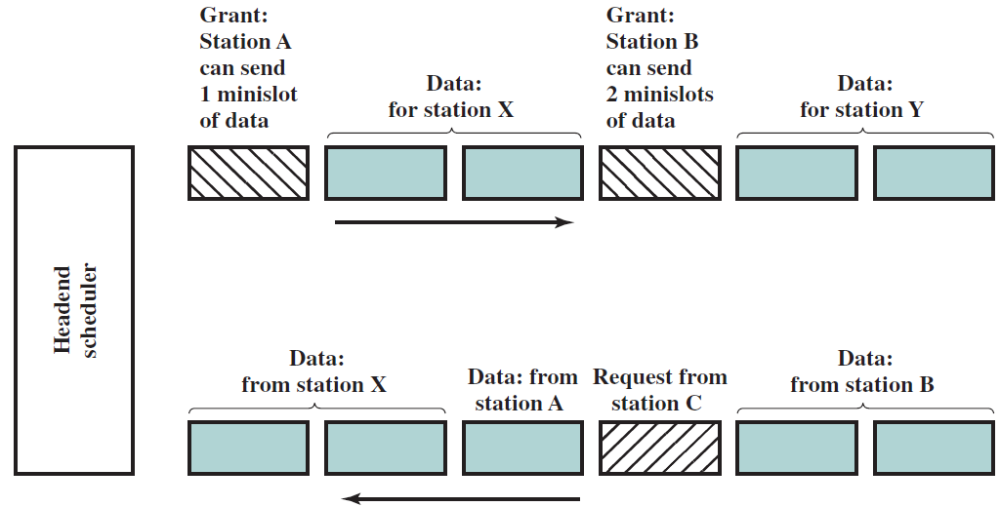 Grant:
Station A
can send
1 minislot
of data
Data:
for station X
Grant:
Station B
can send
2 minislots
of data
Data:
for station Y
Headend
scheduler
Data:
from station X
Data: from
station A
Request from
station C
Data:
from station B